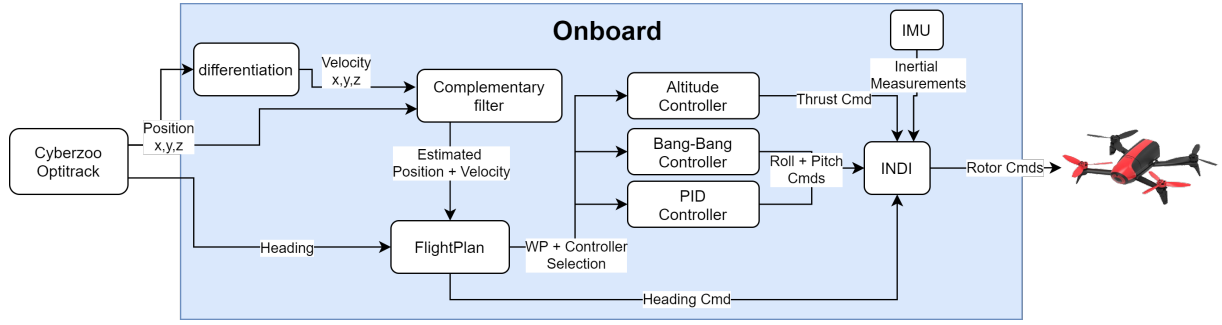 Onboard
IMU
differentiation
Velocity
x,y,z
Complementary
filter
Altitude
Controller
Thrust Cmd
Inertial
Measurements
Position
x,y,z
Cyberzoo
Optitrack
Estimated
Position + Velocity
Bang-Bang
Controller
Roll + Pitch
Cmds
INDI
Rotor Cmds
PID
Controller
Heading
FlightPlan
WP + Controller
Selection
Heading Cmd